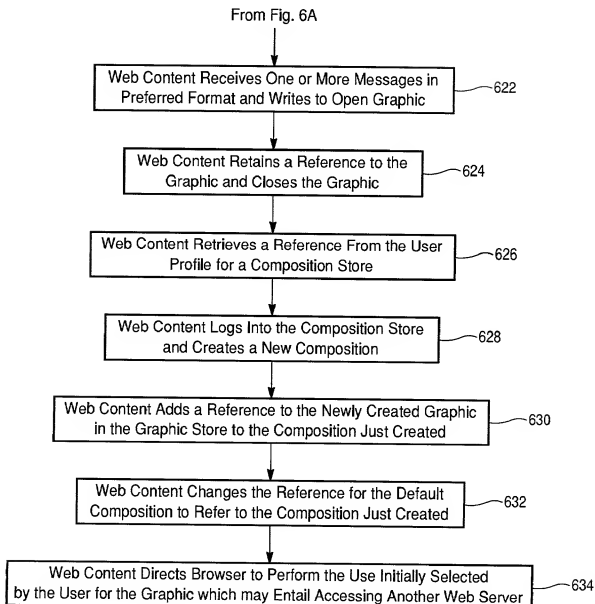 From Fig. 6A
Web Content Receives One or More Messages in
Preferred Format and Writes to Open Graphic
622
Web Content Retains a Reference to the
Graphic and Closes the Graphic
624
Web Content Retrieves a Reference From the User
Profile for a Composition Store
626
Web Content Logs Into the Composition Store
and Creates a New Composition
628
Web Content Adds a Reference to the Newly Created Graphic
in the Graphic Store to the Composition Just Created
630
Web Content Changes the Reference for the Default
Composition to Refer to the Composition Just Created
632
Web Content Directs Browser to Perform the Use Initially Selected
by the User for the Graphic which may Entail Accessing Another Web Server
634